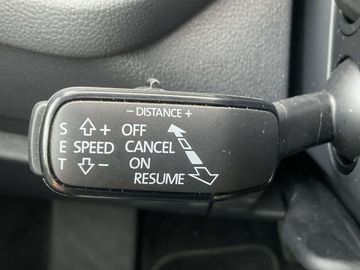 − DISTANCE +
S + OFF
E SPEED CANCEL
T − ON
RESUME